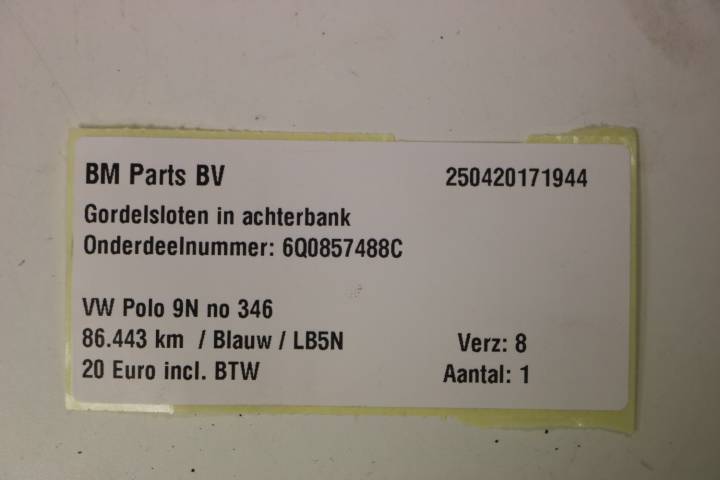 BM Parts BV 250420171944
Gordelsloten in achterbank
Onderdeelnummer: 6Q0857488C
VW Polo 9N no 346
86.443 km / Blauw / LB5N Verz: 8
20 Euro incl. BTW Aantal: 1